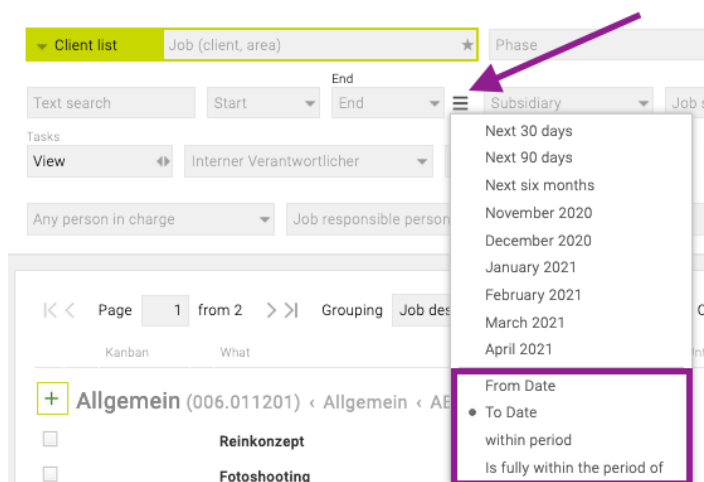 Client list Job (client, area) Phase
End
Text search Start End Subsidiary Job s
Tasks
View Interner Verantwortlicher
Any person in charge Job responsible person
Next 30 days
Next 90 days
Next six months
November 2020
December 2020
January 2021
February 2021
March 2021
April 2021
From Date
To Date
within period
Is fully within the period of
Page 1 from 2 Grouping Job des
Kanban What
Allgemein (006.011201) ‹ Allgemein ‹ AE
Reinkonzept
Fotoshooting